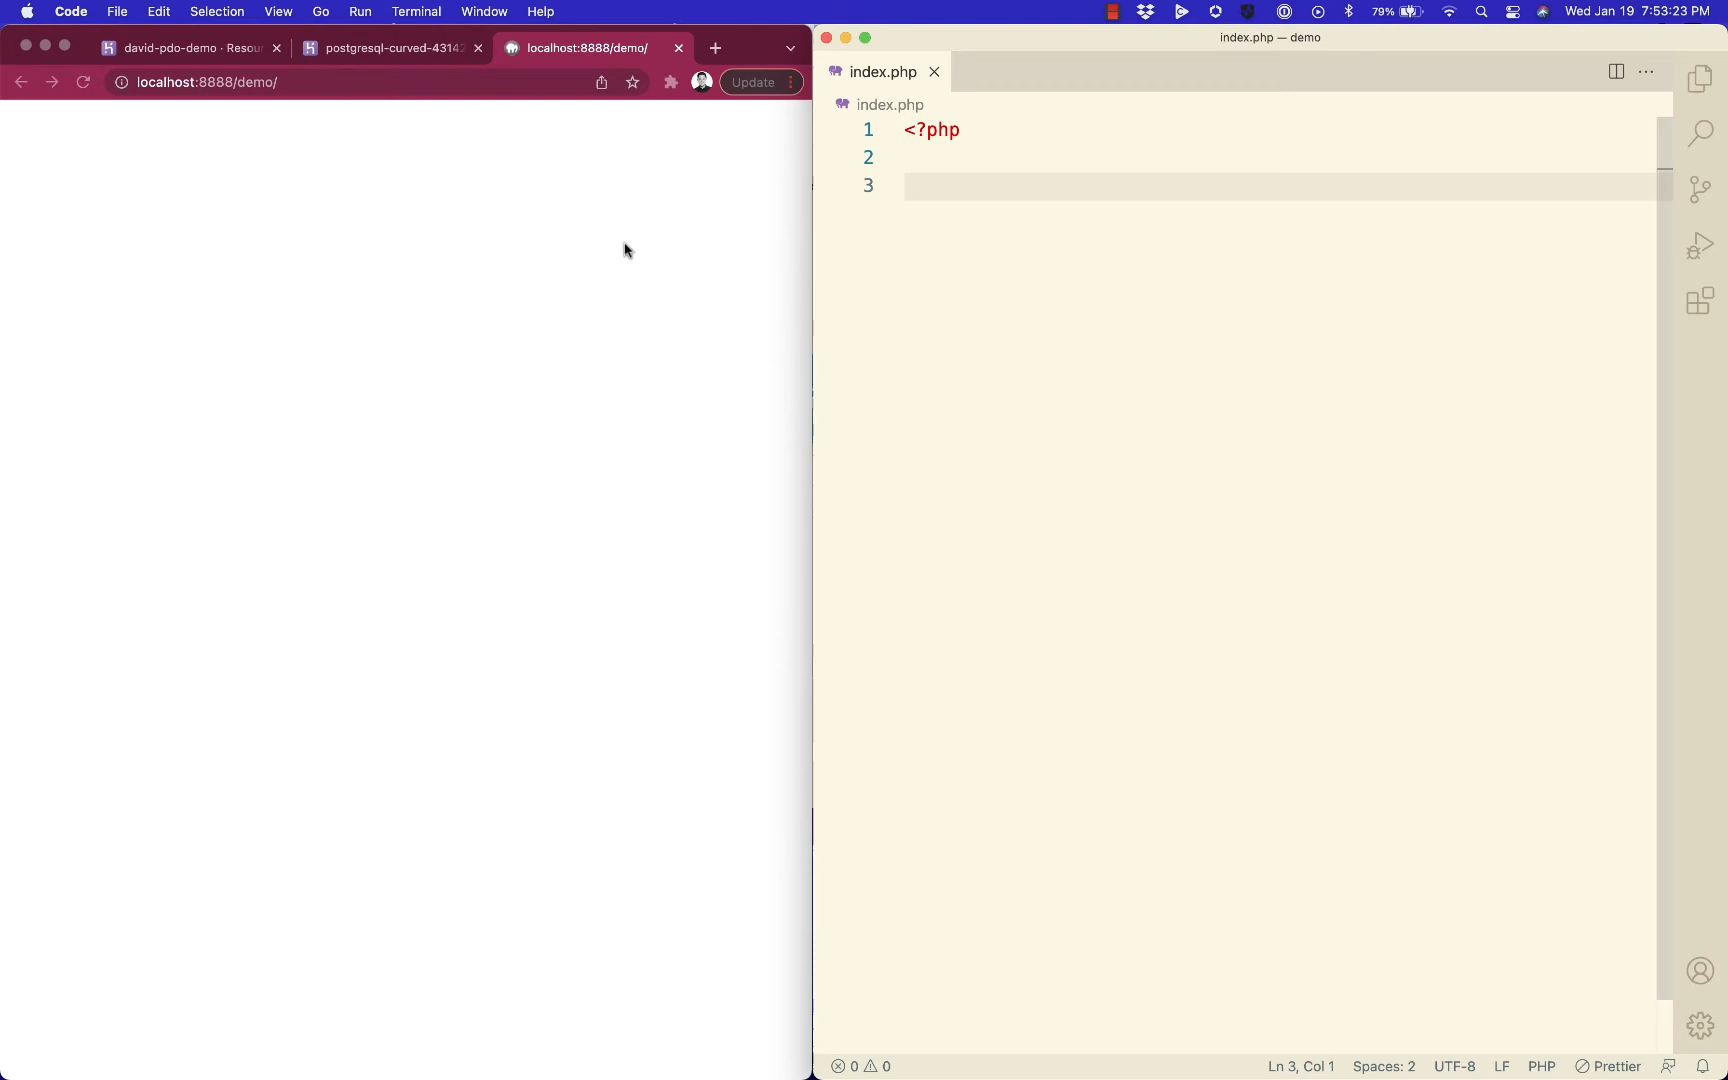 Code File Edit Selection View Go Run Terminal Window Help 79% Wed Jan 19 7:53:23 PM
david-pdo-demo · Resou postgresql-curved-43142 localhost:8888/demo/
localhost:8888/demo/ Update
index.php — demo
index.php
index.php
1 <?php
2
3
0 0 Ln 3, Col 1 Spaces: 2 UTF-8 LF PHP Prettier